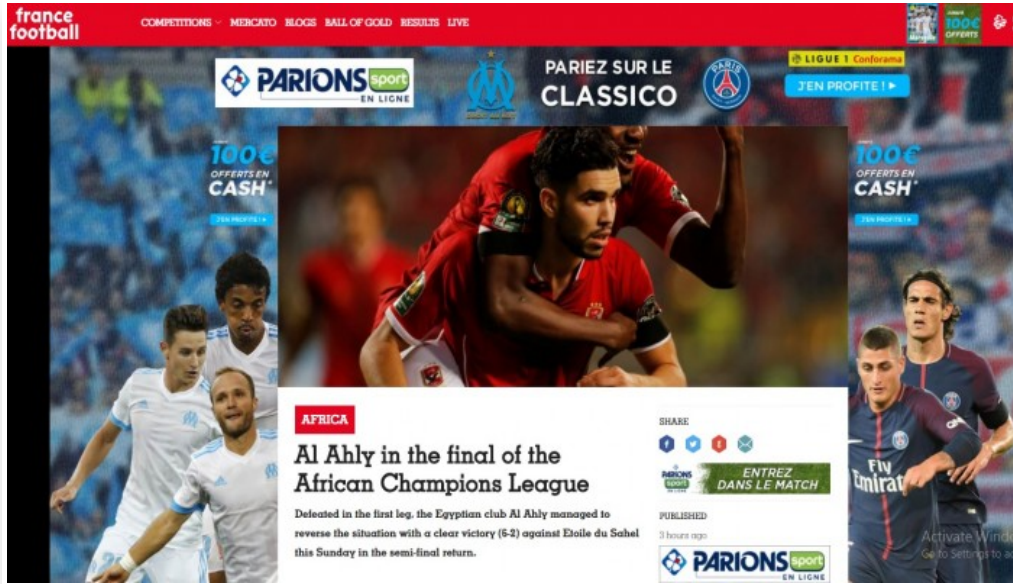 france
football
COMPETITIONS
MERCATO
BLOGS
BALL OF GOLD
RESULTS
LIVE
100€
OFFERTS
PARIONS sport
EN LIGNE
PARIEZ SUR LE
CLASSICO
PARIS
LIGUE 1 Conforama
J'EN PROFITE !
100€
OFFERTS EN
CASH*
J'EN PROFITE !
100€
OFFERTS EN
CASH*
J'EN PROFITE !
AFRICA
Al Ahly in the final of the
African Champions League
Defeated in the first leg, the Egyptian club Al Ahly managed to
reverse the situation with a clear victory (6-2) against Etoile du Sahel
this Sunday in the semi-final return.
SHARE
PARIONS
sport
ENTREZ
DANS LE MATCH
PUBLISHED
3 hours ago
PARIONS sport
EN LIGNE
Fly
Emirat
Activate Windo
Go to Settings to ac